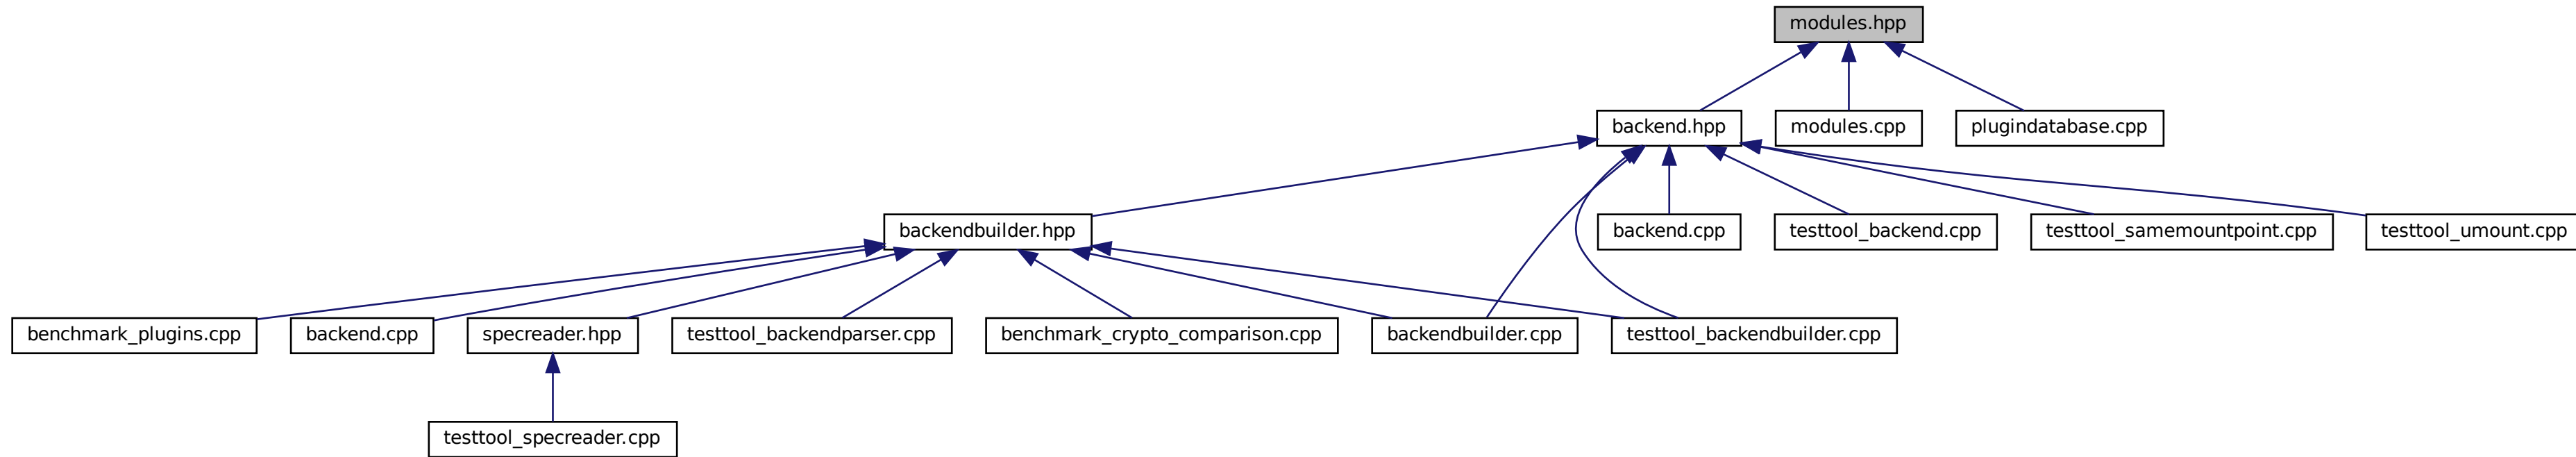 modules.hpp
backend.hpp
modules.cpp
plugindatabase.cpp
backendbuilder.hpp
backend.cpp
testtool_backend.cpp
testtool_samemountpoint.cpp
testtool_umount.cpp
benchmark_plugins.cpp
backend.cpp
specreader.hpp
testtool_backendparser.cpp
benchmark_crypto_comparison.cpp
backendbuilder.cpp
testtool_backendbuilder.cpp
testtool_specreader.cpp